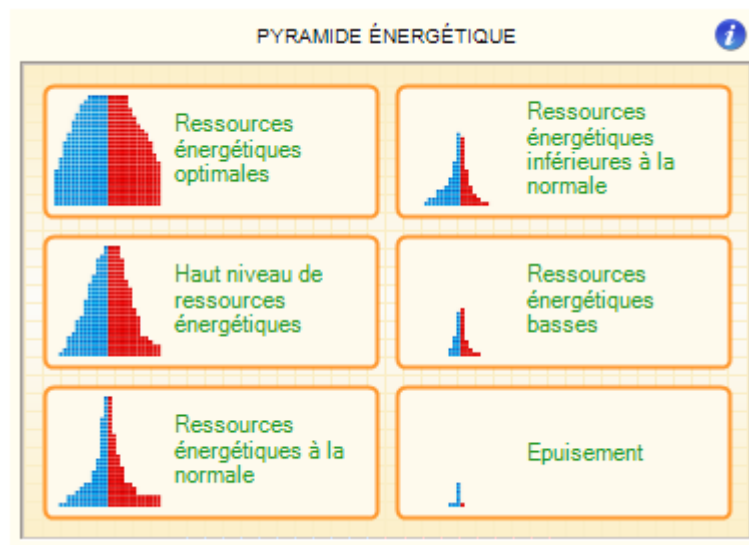 PYRAMIDE ÉNERGÉTIQUE
i
Ressources
énergétiques
optimales
Ressources
énergétiques
inférieures à la
normale
Haut niveau de
ressources
énergétiques
Ressources
énergétiques
basses
Ressources
énergétiques à la
normale
Epuisement